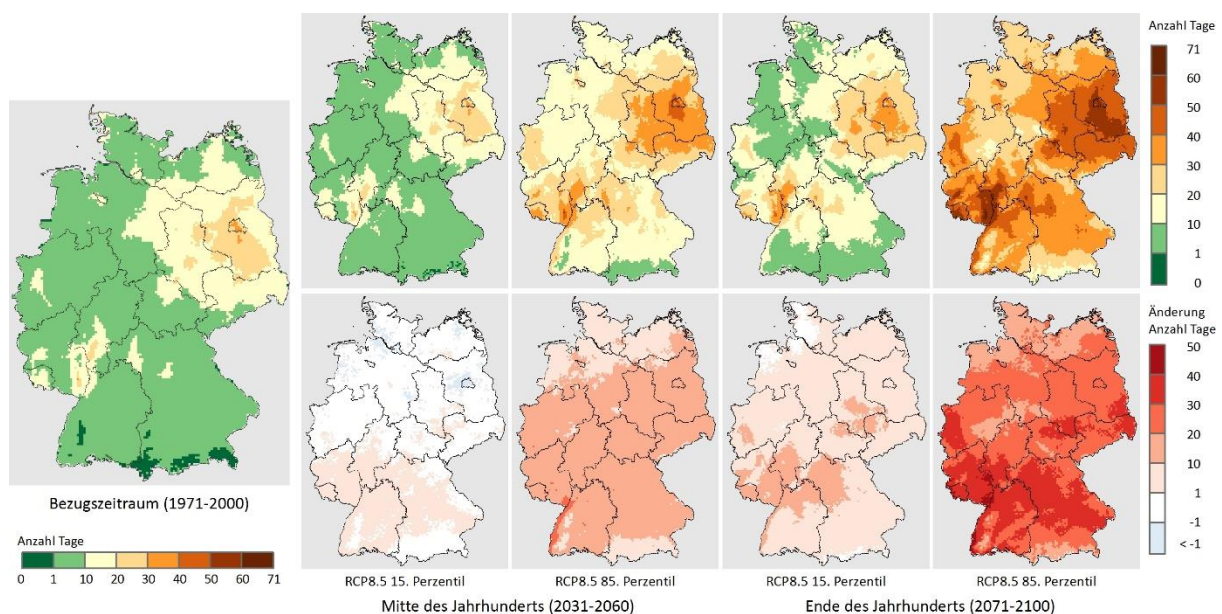 Bezugszeitraum (1971-2000)
Anzahl Tage
0 1 10 20 30 40 50 60 71
Anzahl Tage
71
60
50
40
30
20
10
1
0
Änderung
Anzahl Tage
50
40
30
20
10
1
-1
< -1
RCP8.5 15. Perzentil
RCP8.5 85. Perzentil
RCP8.5 15. Perzentil
RCP8.5 85. Perzentil
Mitte des Jahrhunderts (2031-2060)
Ende des Jahrhunderts (2071-2100)